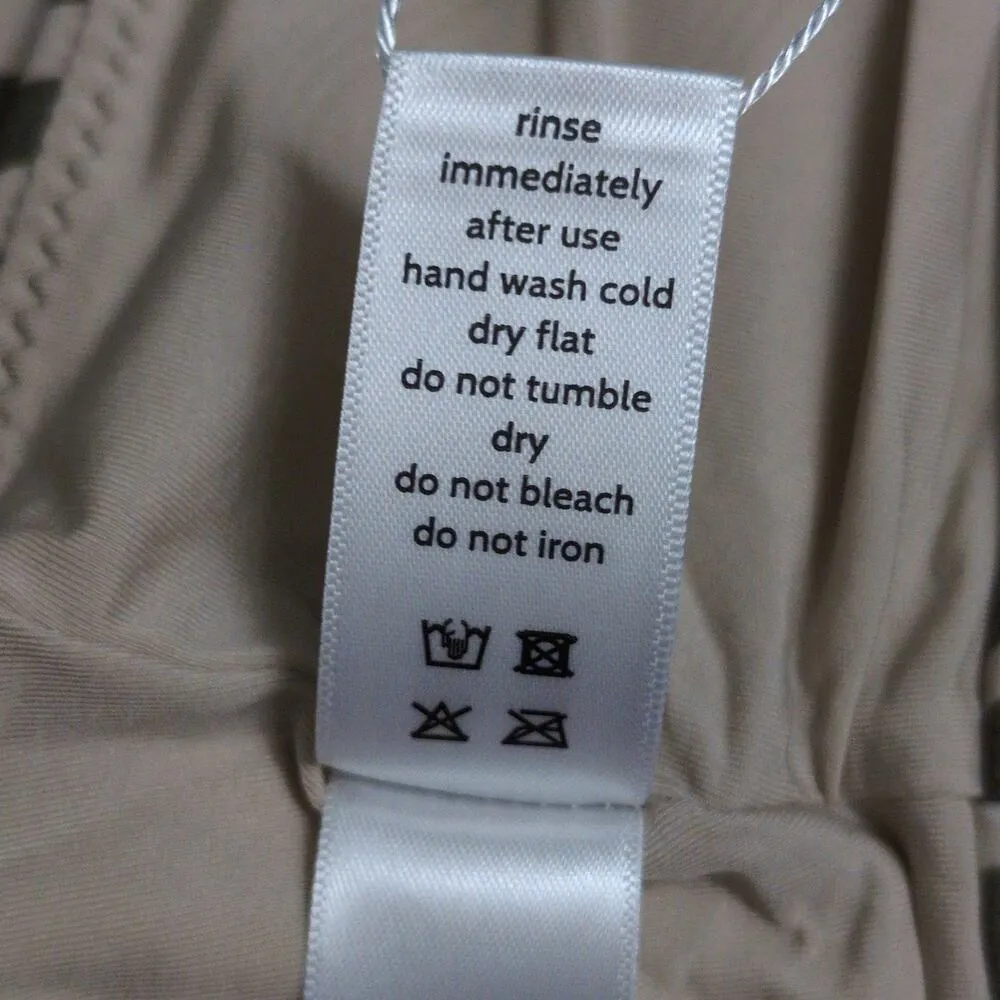 rinse
immediately
after use
hand wash cold
dry flat
do not tumble
dry
do not bleach
do not iron